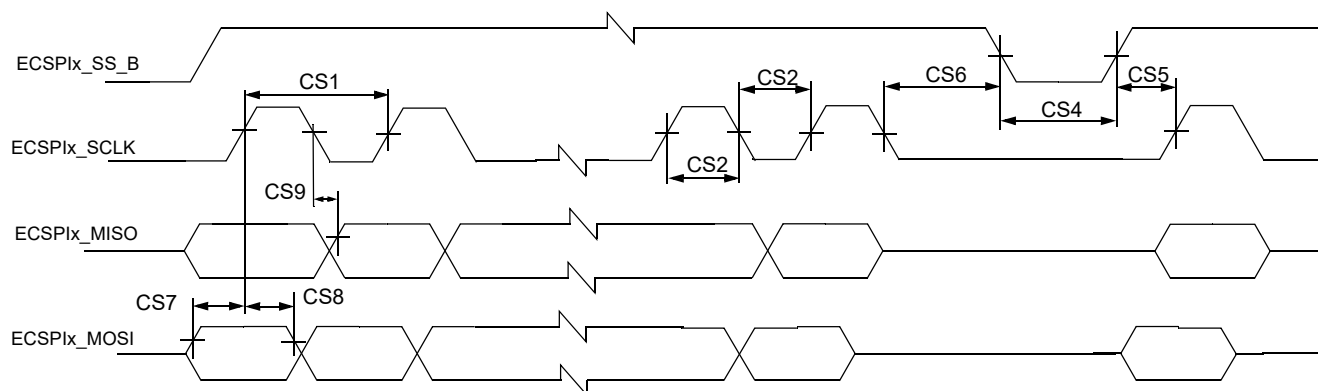 ECSPIx_SS_B
CS1
CS2
CS6
CS5
CS4
ECSPIx_SCLK
CS2
CS9
ECSPIx_MISO
CS7
CS8
ECSPIx_MOSI